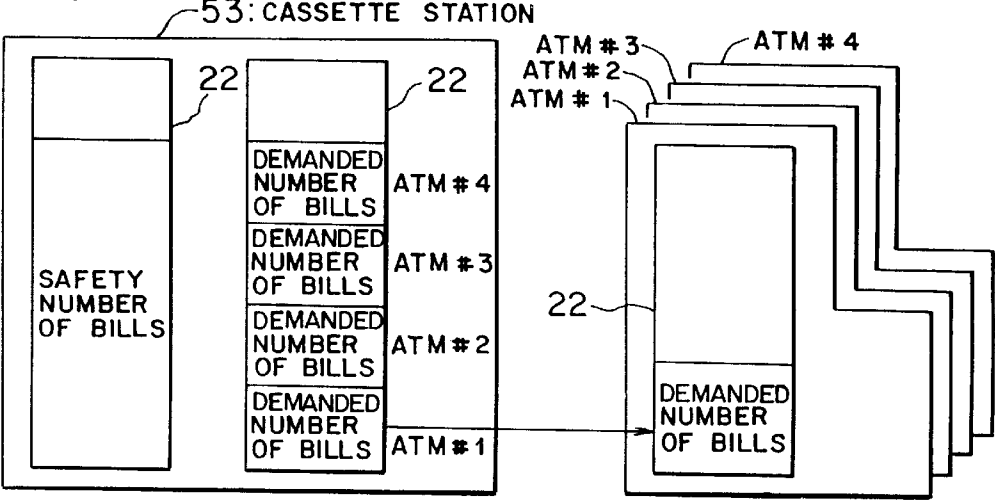 53: CASSETTE STATION
22
22
SAFETY
NUMBER
OF BILLS
DEMANDED
NUMBER
OF BILLS
ATM # 4
DEMANDED
NUMBER
OF BILLS
ATM # 3
DEMANDED
NUMBER
OF BILLS
ATM # 2
DEMANDED
NUMBER
OF BILLS
ATM # 1
ATM # 4
ATM # 3
ATM # 2
ATM # 1
22
DEMANDED
NUMBER
OF BILLS